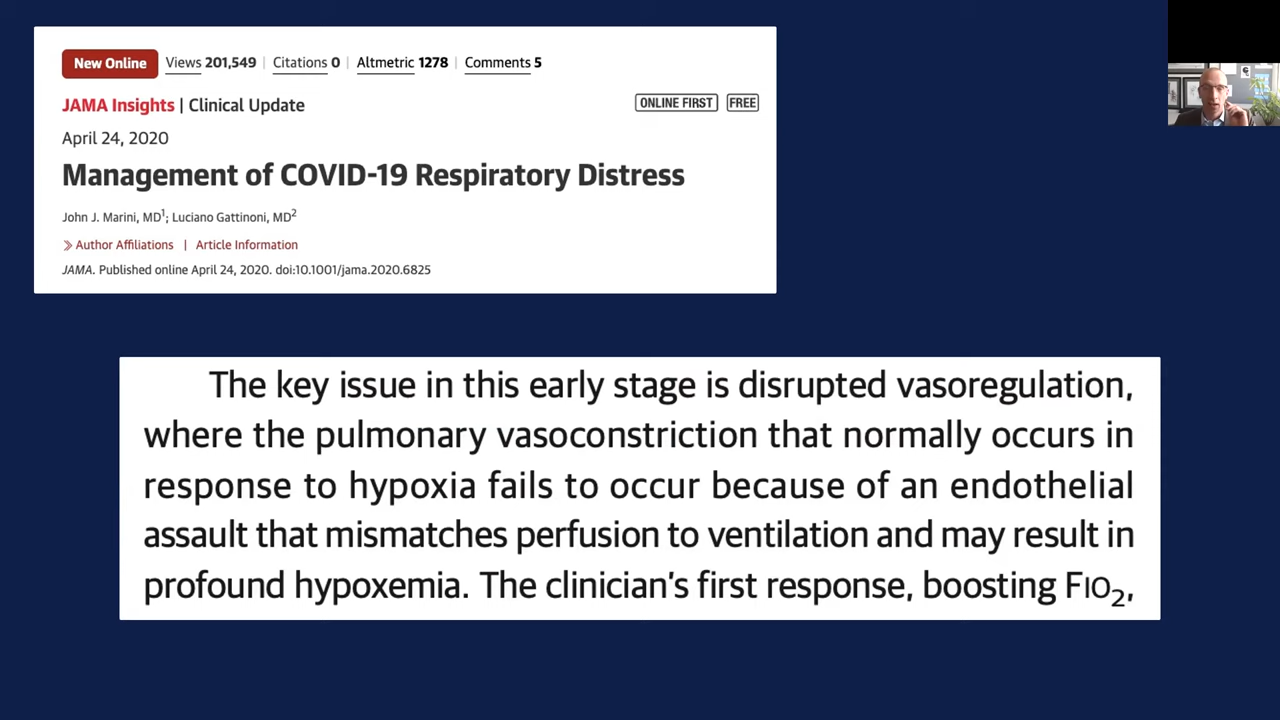 New Online Views 201,549 | Citations 0 | Altmetric 1278 | Comments 5
JAMA Insights | Clinical Update ONLINE FIRST FREE
April 24, 2020
Management of COVID-19 Respiratory Distress
John J. Marini, MD1; Luciano Gattinoni, MD2
Author Affiliations | Article Information
JAMA. Published online April 24, 2020. doi:10.1001/jama.2020.6825
The key issue in this early stage is disrupted vasoregulation,
where the pulmonary vasoconstriction that normally occurs in
response to hypoxia fails to occur because of an endothelial
assault that mismatches perfusion to ventilation and may result in
profound hypoxemia. The clinician’s first response, boosting FIO2,